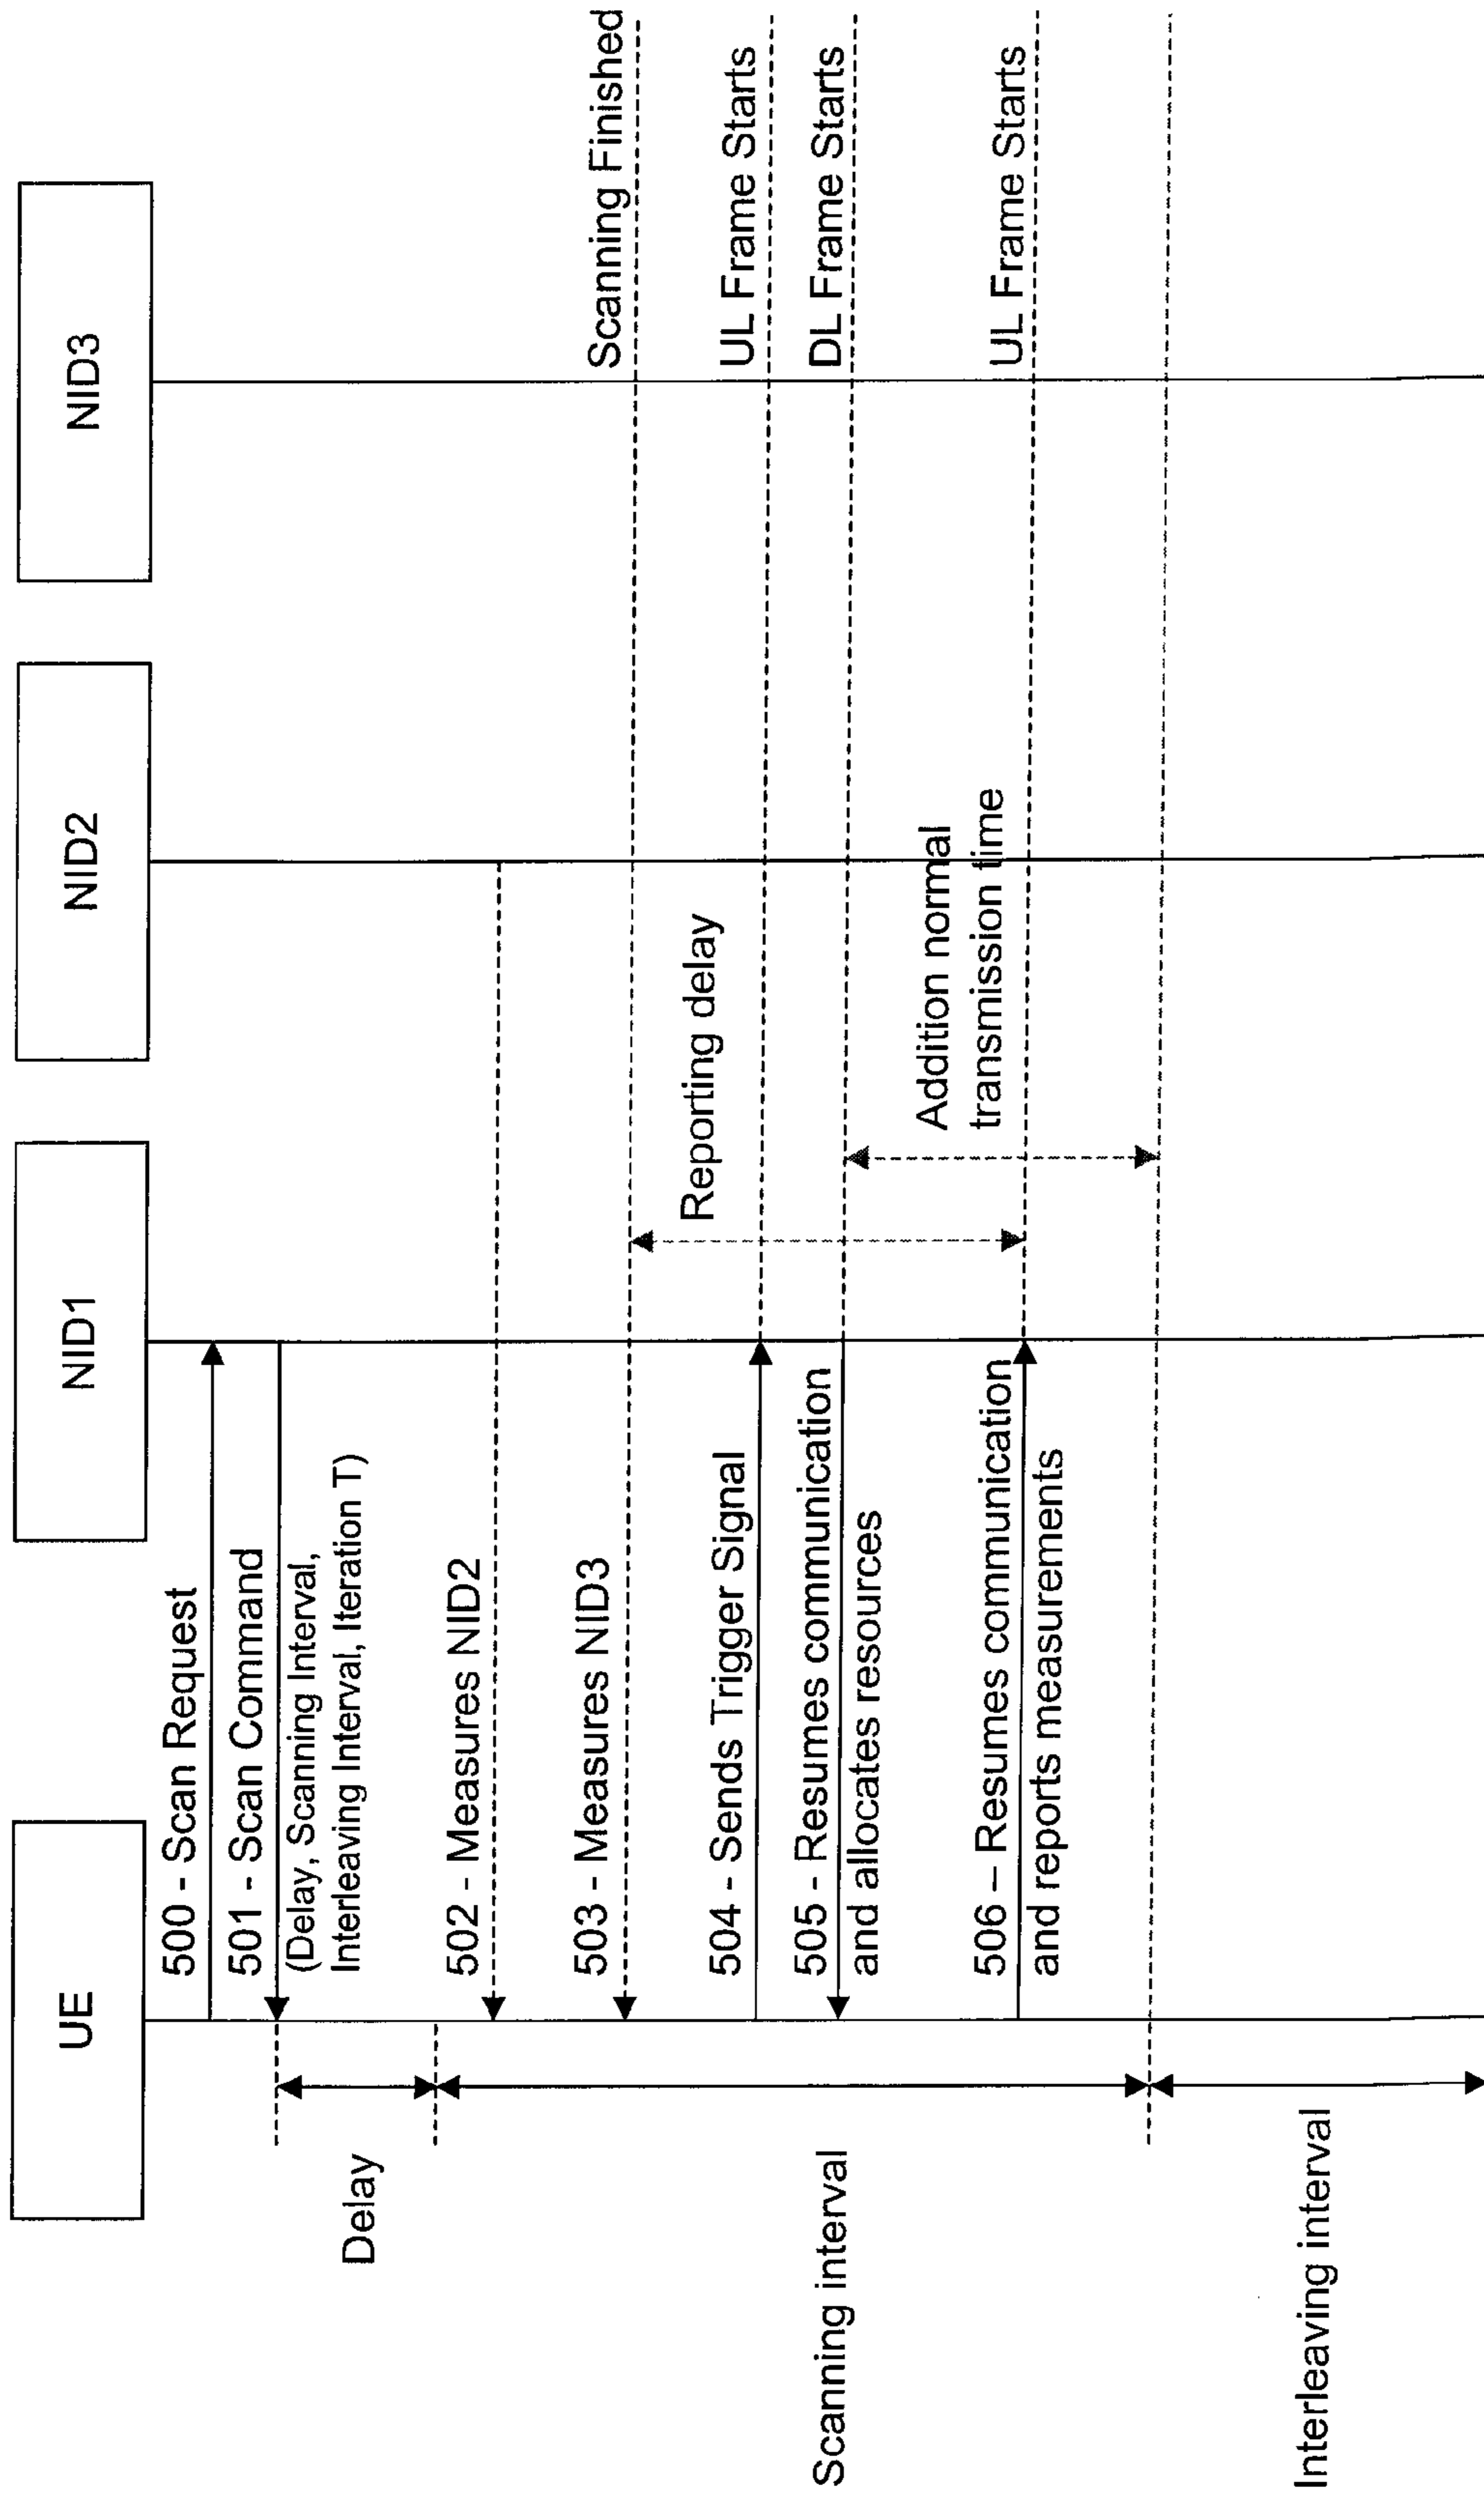 UE
NID1
NID2
NID3
500 - Scan Request
501 - Scan Command
(Delay, Scanning Interval,
Interleaving Interval, Iteration T)
Delay
502 - Measures NID2
503 - Measures NID3
Scanning Finished
Reporting delay
504 - Sends Trigger Signal
UL Frame Starts
505 - Resumes communication
and allocates resources
DL Frame Starts
Scanning interval
Addition normal
transmission time
506 – Resumes communication
and reports measurements
UL Frame Starts
Interleaving interval